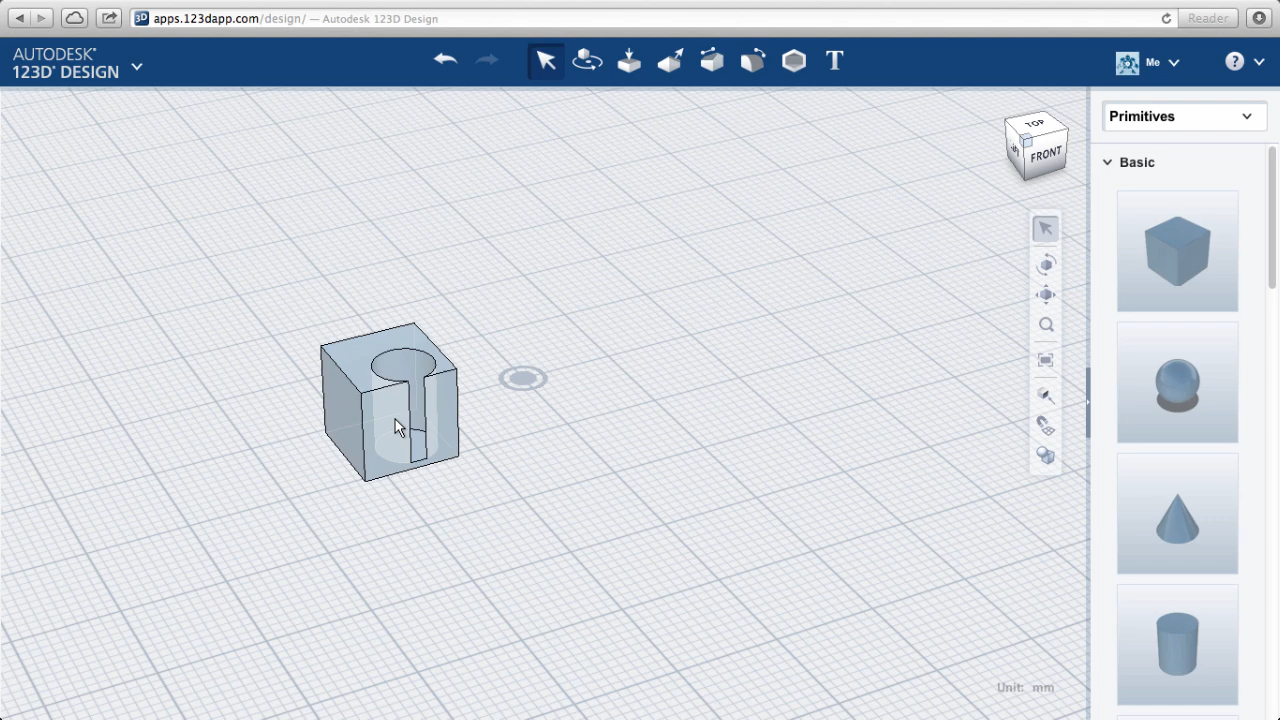 apps.123dapp.com/design/ — Autodesk 123D Design
Reader
AUTODESK®
123D® DESIGN
T
Me
?
TOP
FRONT
Primitives
Basic
Unit: mm